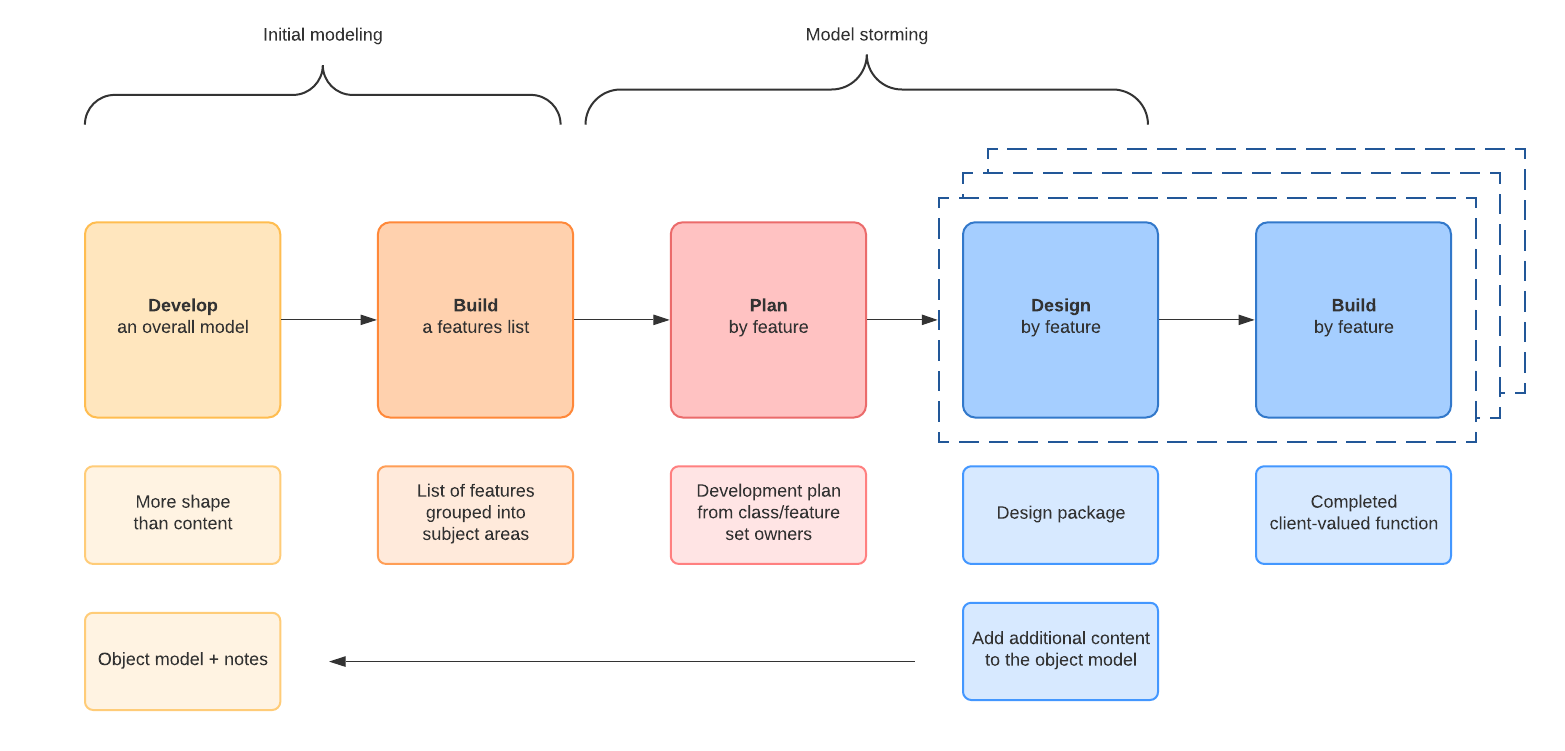 Initial modeling
Model storming
Develop
an overall model
Build
a features list
Plan
by feature
Design
by feature
Build
by feature
More shape
than content
List of features
grouped into
subject areas
Development plan
from class/feature
set owners
Design package
Completed
client-valued function
Object model + notes
Add additional content
to the object model